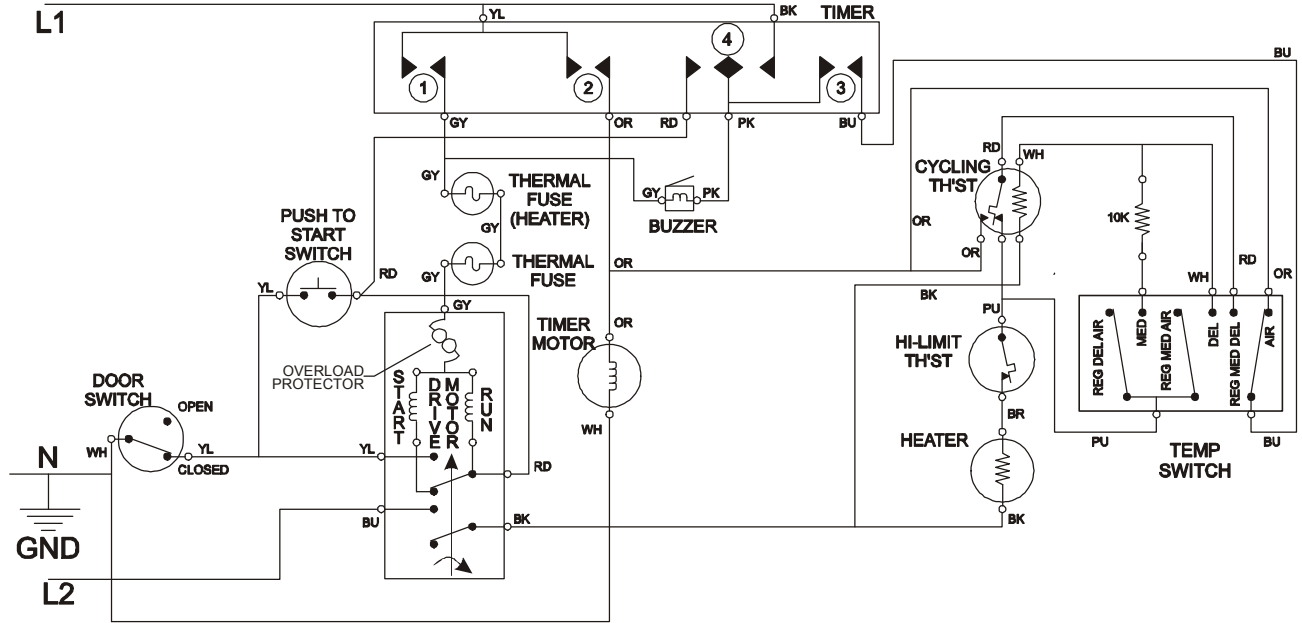 L1
YL
BK
TIMER
4
1
2
3
BU
GY
OR
RD
PK
BU
RD
WH
CYCLING
TH'ST
GY
THERMAL
FUSE
(HEATER)
GY
PK
BUZZER
10K
PUSH TO
START
SWITCH
GY
OR
OR
RD
GY
THERMAL
FUSE
OR
YL
RD
WH
OR
BK
GY
PU
TIMER
MOTOR
OR
HI-LIMIT
TH'ST
REG DEL AIR
MED
REG MED AIR
DEL
REG MED DEL
AIR
OVERLOAD
PROTECTOR
DOOR
SWITCH
START
DRIVE
MOTOR
RUN
OPEN
BR
WH
HEATER
PU
BU
WH
YL
YL
CLOSED
N
RD
TEMP
SWITCH
BU
BK
BK
GND
L2